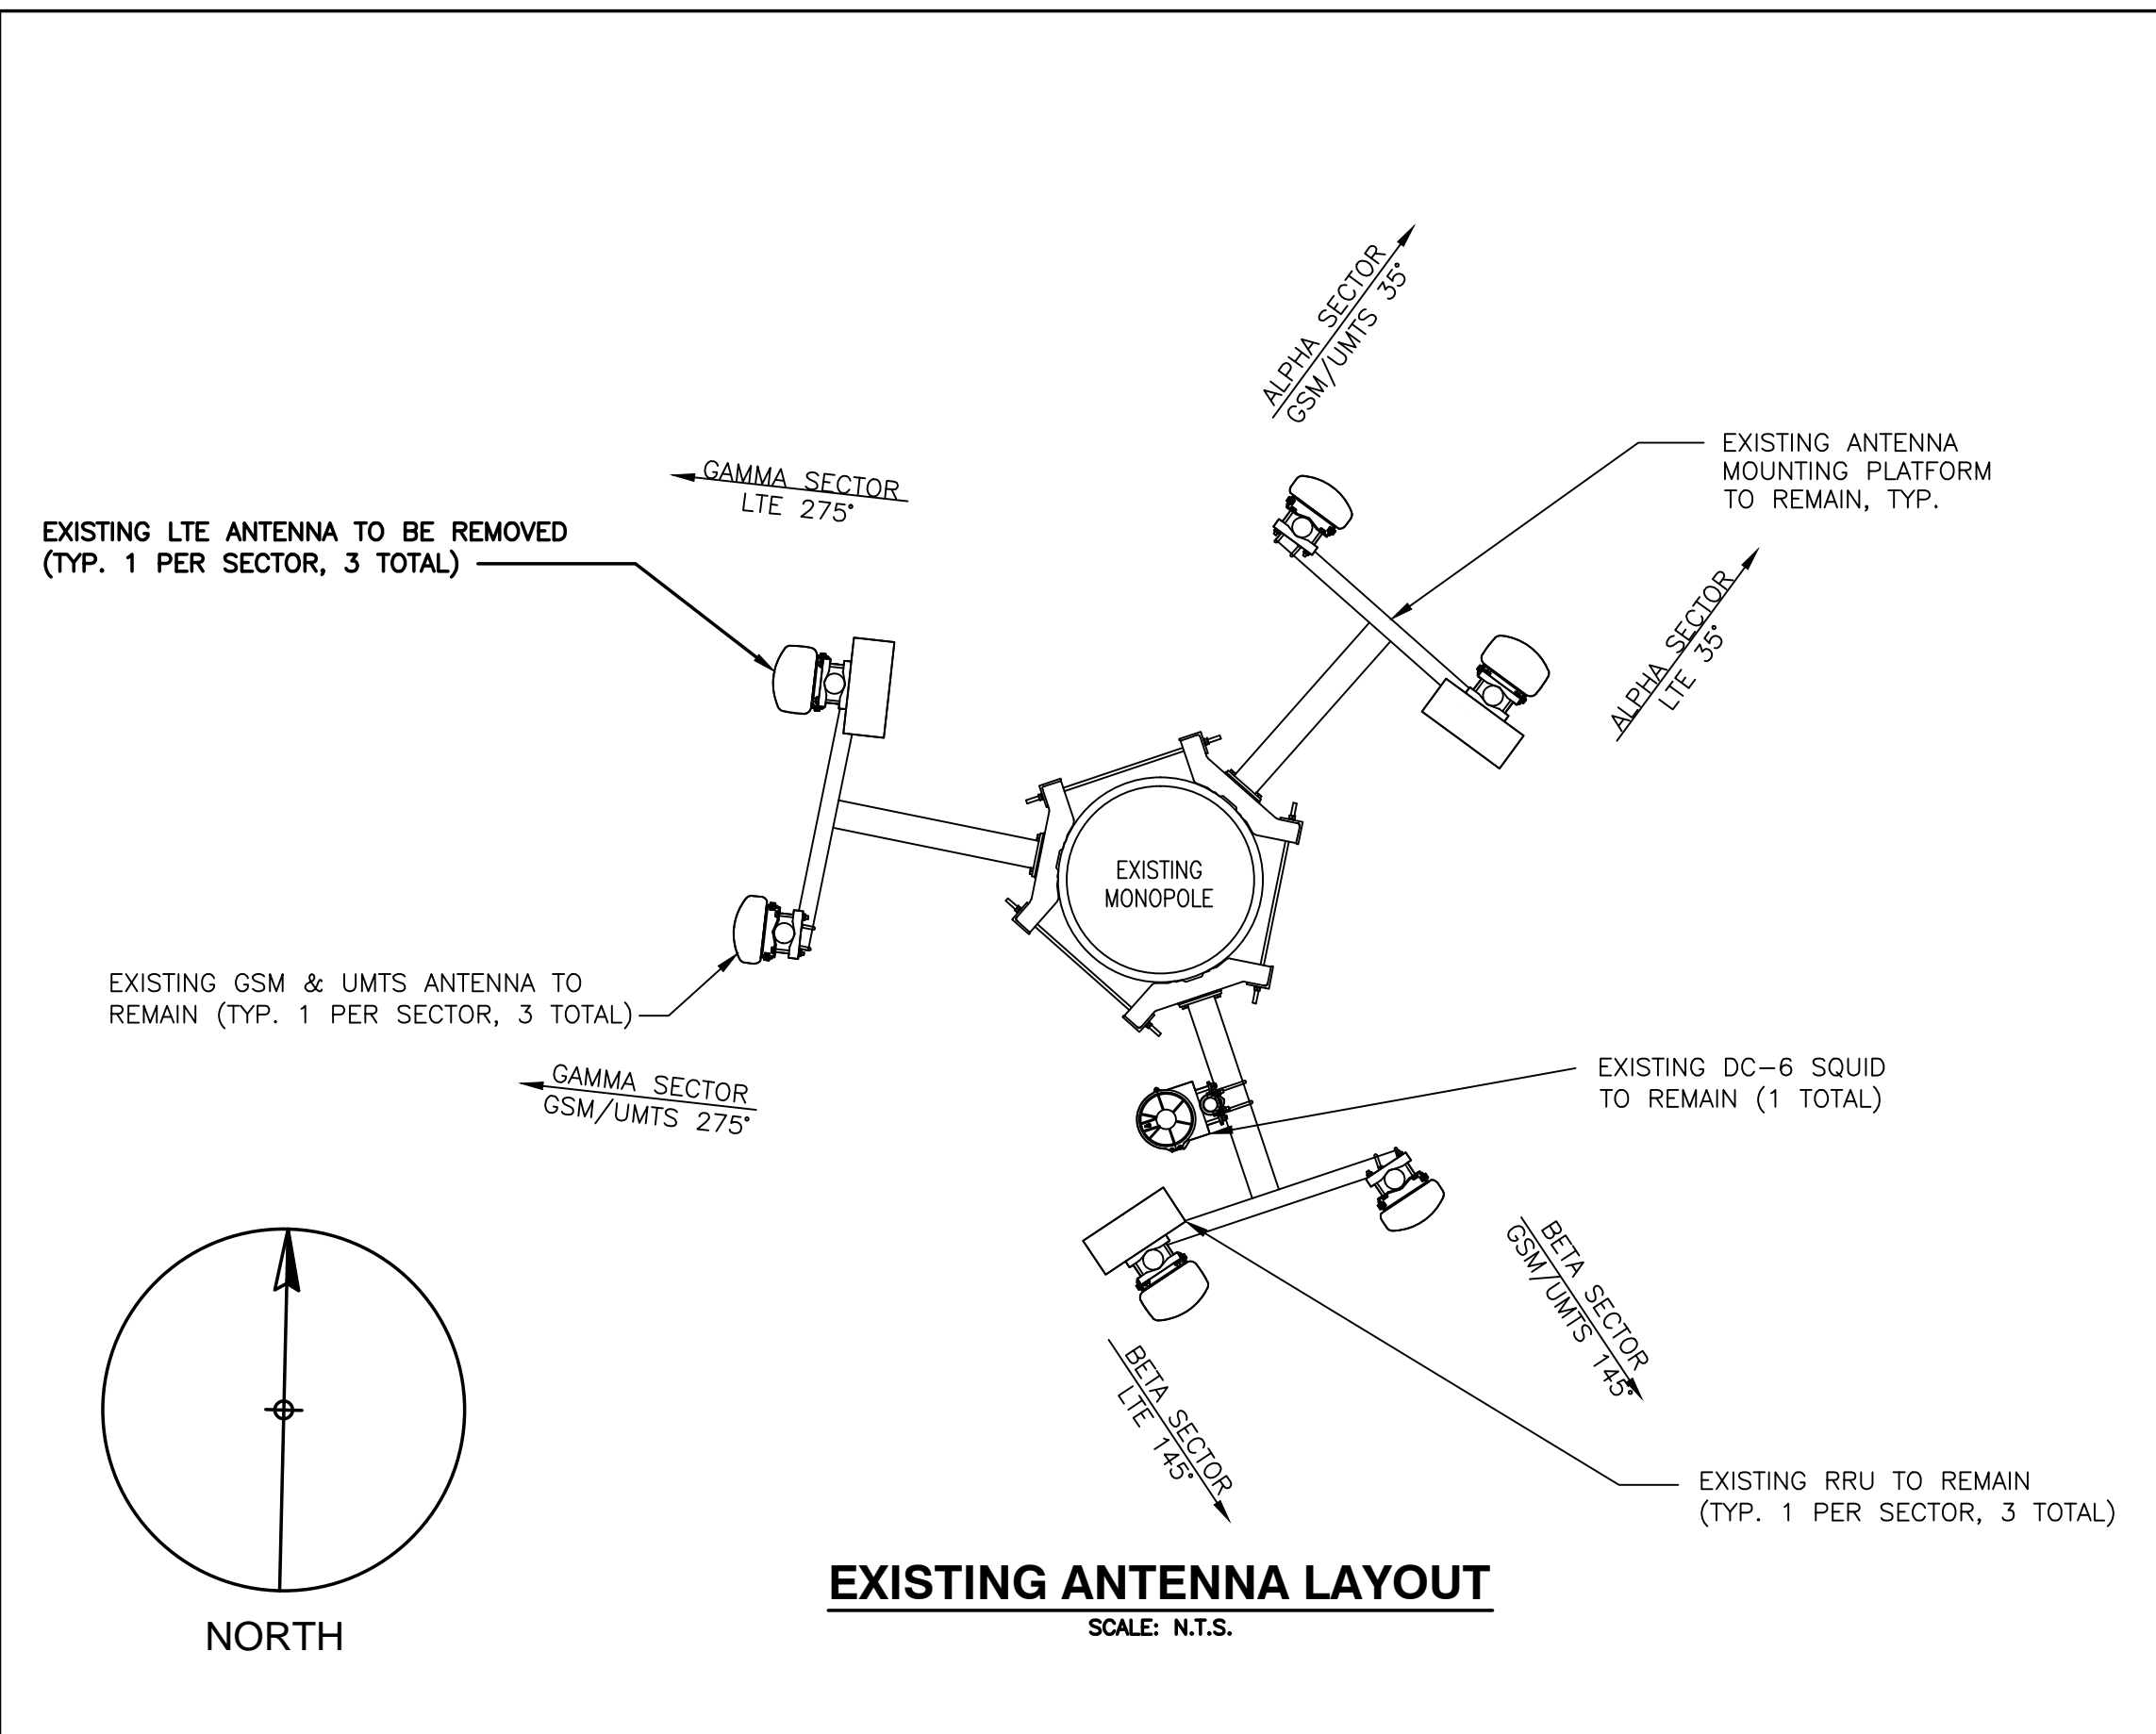 ALPHA SECTOR
GSM/UMTS 35°
EXISTING ANTENNA
MOUNTING PLATFORM
TO REMAIN, TYP.
GAMMA SECTOR
LTE 275°
EXISTING LTE ANTENNA TO BE REMOVED
(TYP. 1 PER SECTOR, 3 TOTAL)
ALPHA SECTOR
LTE 35°
EXISTING
MONOPOLE
EXISTING GSM & UMTS ANTENNA TO
REMAIN (TYP. 1 PER SECTOR, 3 TOTAL)
GAMMA SECTOR
GSM/UMTS 275°
EXISTING DC-6 SQUID
TO REMAIN (1 TOTAL)
BETA SECTOR
GSM/UMTS 145°
BETA SECTOR
LTE 145°
EXISTING RRU TO REMAIN
(TYP. 1 PER SECTOR, 3 TOTAL)
NORTH
EXISTING ANTENNA LAYOUT
SCALE: N.T.S.